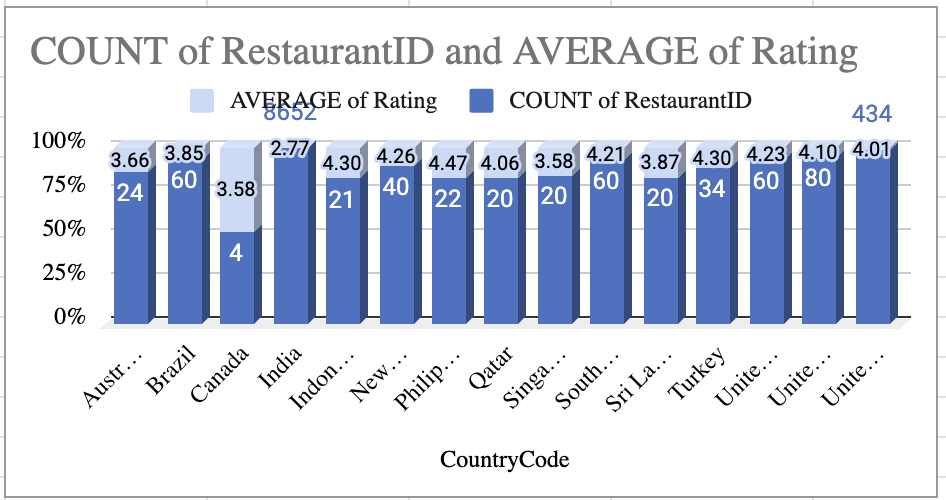 COUNT of RestaurantID and AVERAGE of Rating
AVERAGE of Rating COUNT of RestaurantID
8652 434
100%
75%
50%
25%
0%
3.66 3.85 3.58 2.77 4.30 4.26 4.47 4.06 3.58 4.21 3.87 4.30 4.23 4.10 4.01
24 60 4 21 40 22 20 20 60 20 34 60 80
Austr… Brazil Canada India Indon… New… Philip… Qatar Singa… South… Sri La… Turkey Unite… Unite… Unite…
CountryCode